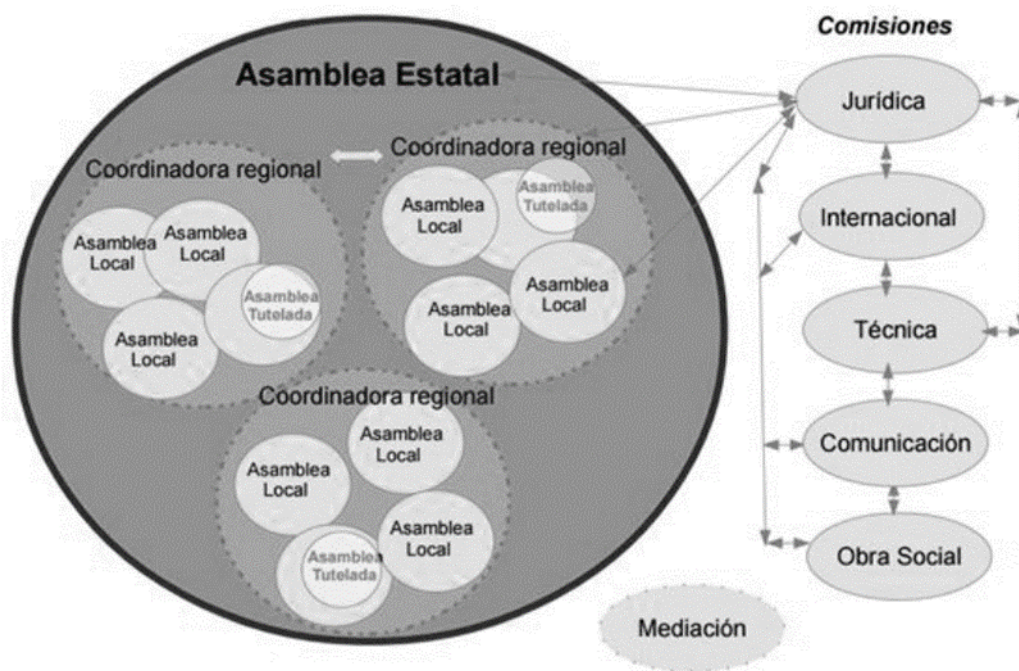 Comisiones
Asamblea Estatal
Jurídica
Coordinadora regional
Coordinadora regional
Asamblea
Tutelada
Asamblea
Local
Asamblea
Local
Asamblea
Local
Internacional
Asamblea
Local
Asamblea
Tutelada
Asamblea
Local
Asamblea
Local
Técnica
Asamblea
Local
Coordinadora regional
Asamblea
Local
Comunicación
Asamblea
Local
Asamblea
Local
Asamblea
Tutelada
Obra Social
Mediación